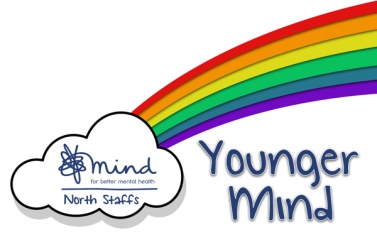 mind
for better mental health
North Staffs
Younger
Mind